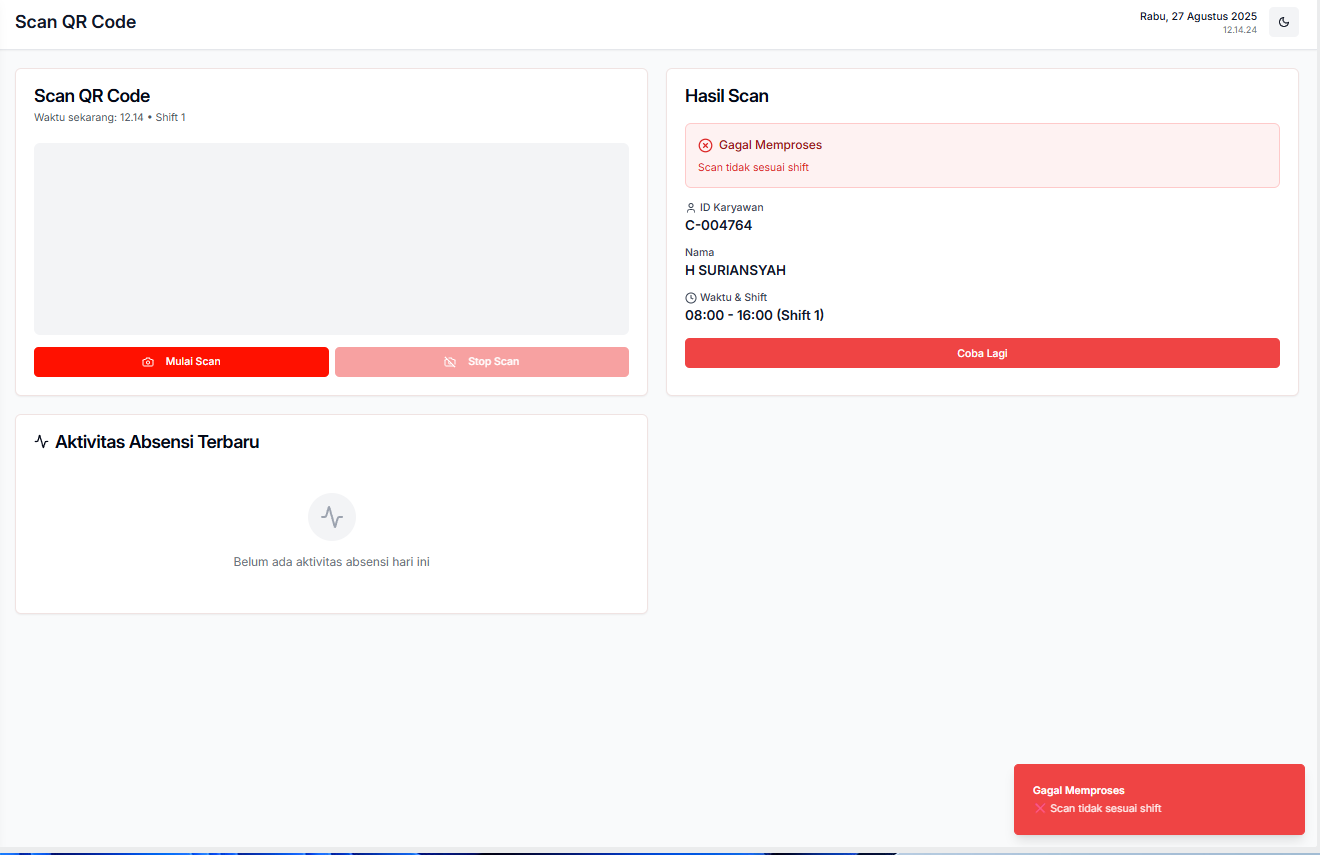 Scan QR Code
Rabu, 27 Agustus 2025
12.14.24
Scan QR Code
Waktu sekarang: 12.14 • Shift 1
Mulai Scan
Stop Scan
Hasil Scan
Gagal Memproses
Scan tidak sesuai shift
ID Karyawan
C-004764
Nama
H SURIANSYAH
Waktu & Shift
08:00 - 16:00 (Shift 1)
Coba Lagi
Aktivitas Absensi Terbaru
Belum ada aktivitas absensi hari ini
Gagal Memproses
❌ Scan tidak sesuai shift